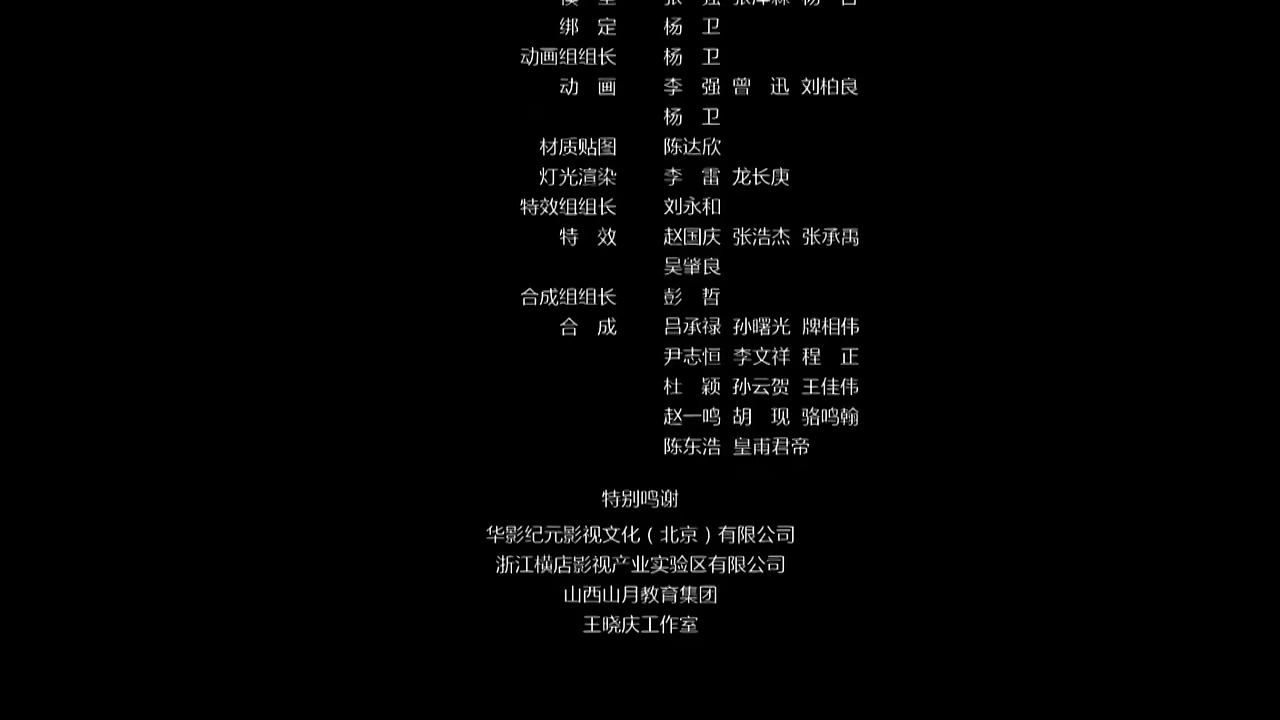 绑 定 杨 卫
动画组组长 杨 卫
动 画 李 强 曾 迅 刘柏良
杨 卫
材质贴图 陈达欣
灯光渲染 李 雷 龙长庚
特效组组长 刘永和
特 效 赵国庆 张浩杰 张承禹
吴肇良
合成组组长 彭 哲
合 成 吕承禄 孙曙光 牌相伟
尹志恒 李文祥 程 正
杜 颖 孙云贺 王佳伟
赵一鸣 胡 现 骆鸣翰
陈东浩 皇甫君帝
特别鸣谢
华影纪元影视文化（北京）有限公司
浙江横店影视产业实验区有限公司
山西山月教育集团
王晓庆工作室